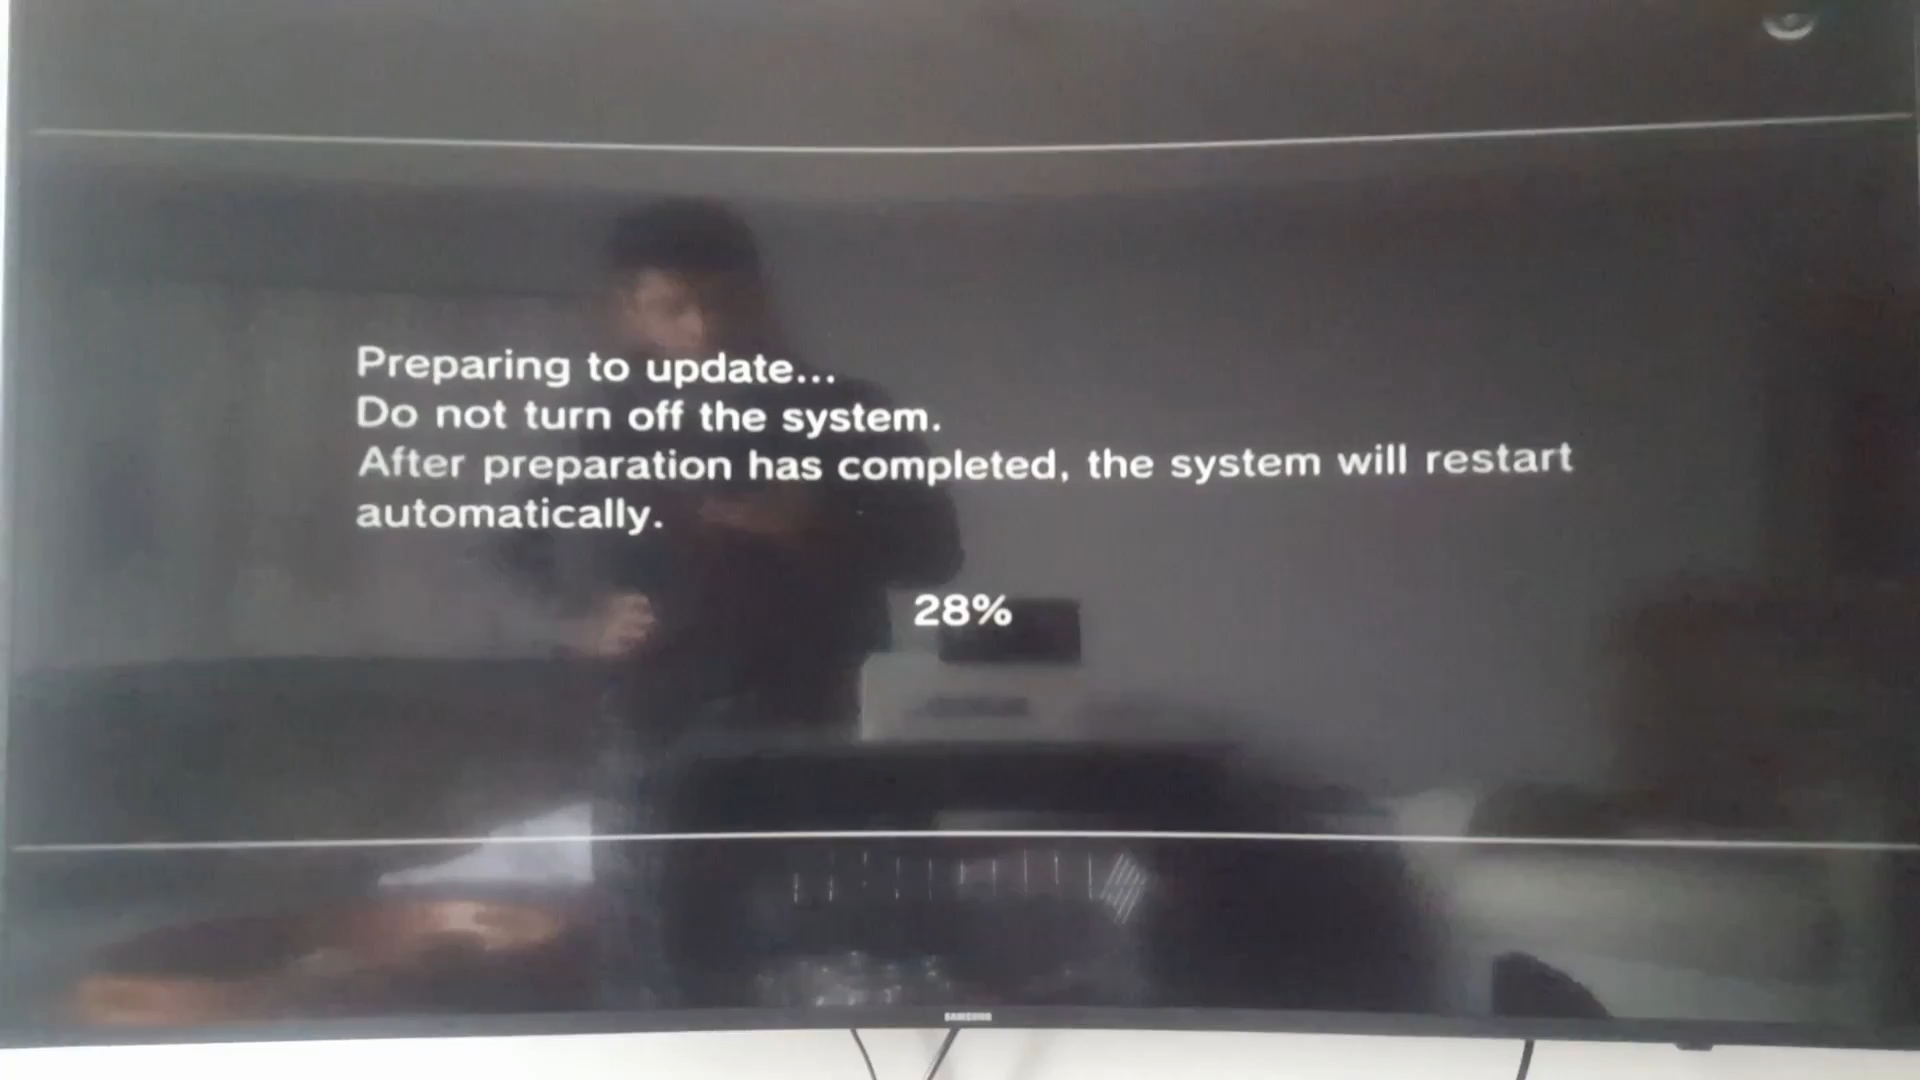 Preparing to update...
Do not turn off the system.
After preparation has completed, the system will restart
automatically.
28%
SAMSUNG